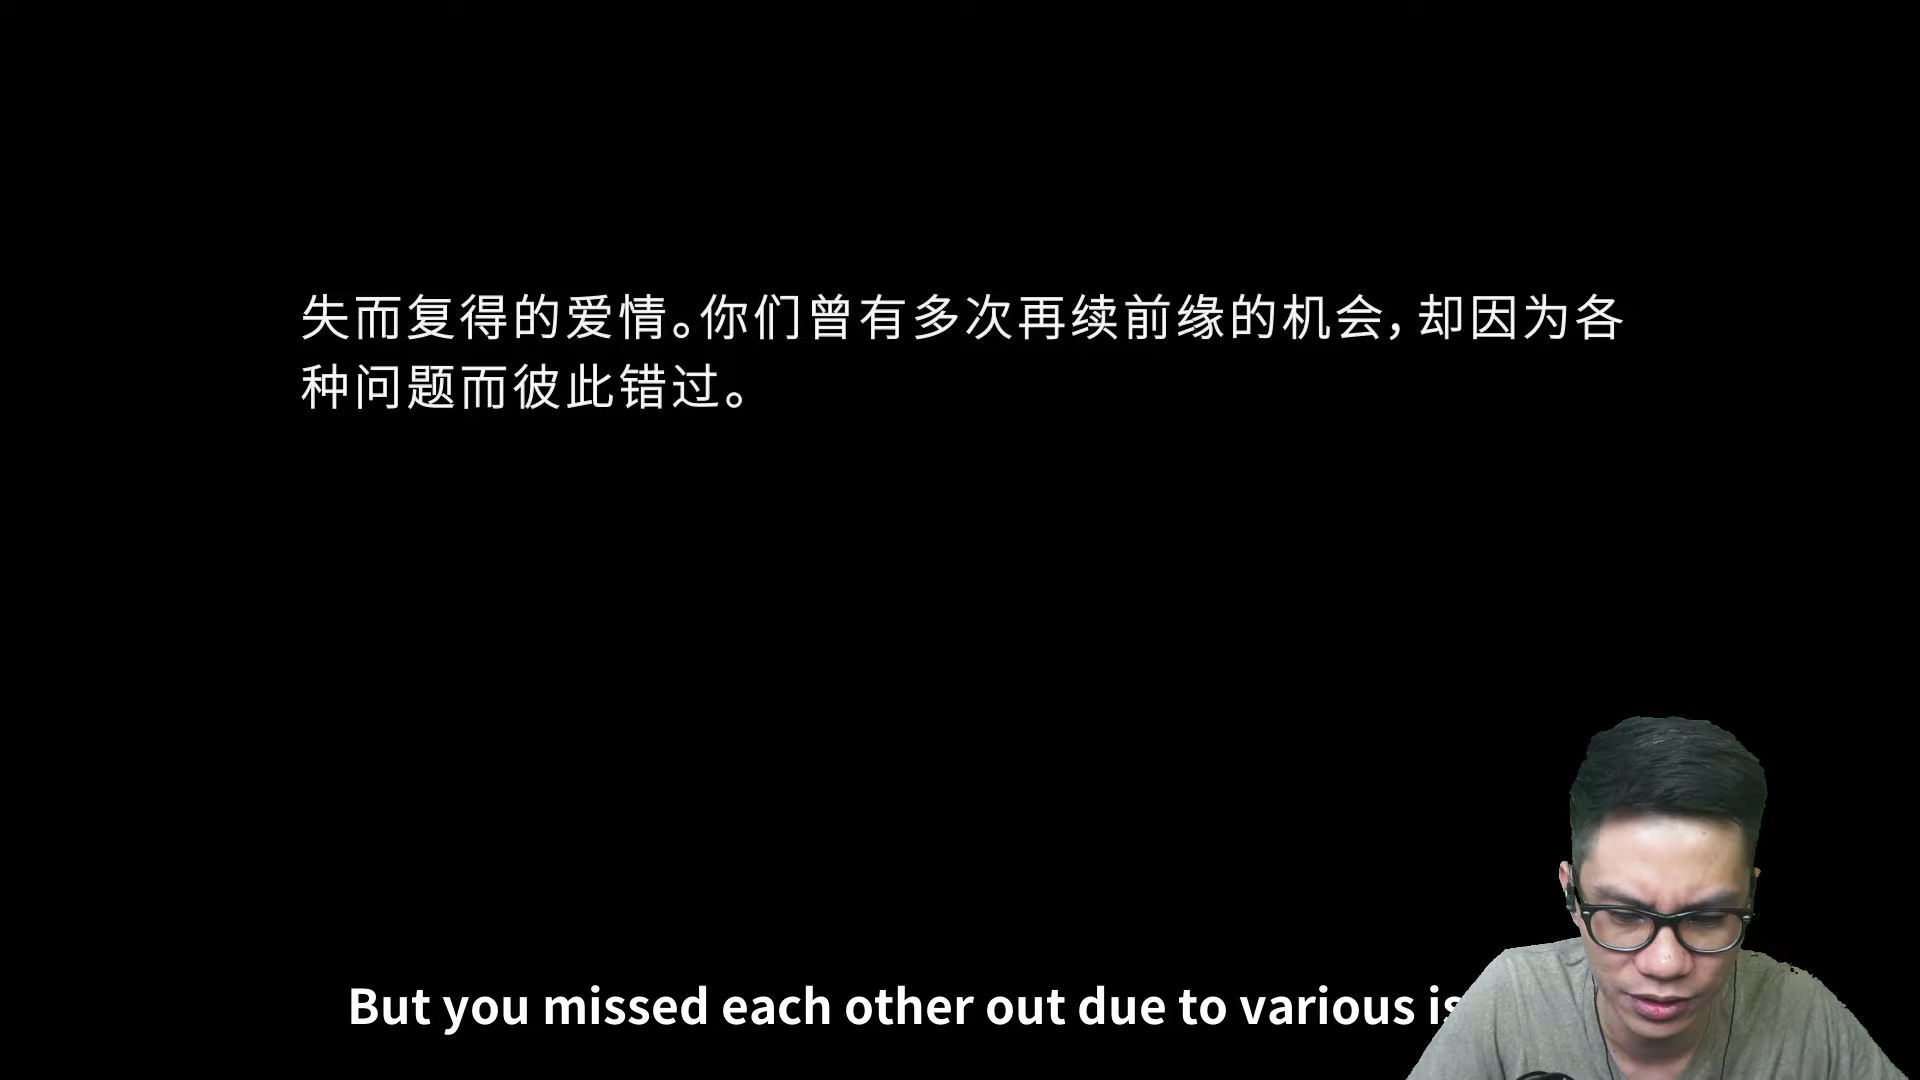 失而复得的爱情。你们曾有多次再续前缘的机会，却因为各
种问题而彼此错过。
But you missed each other out due to various